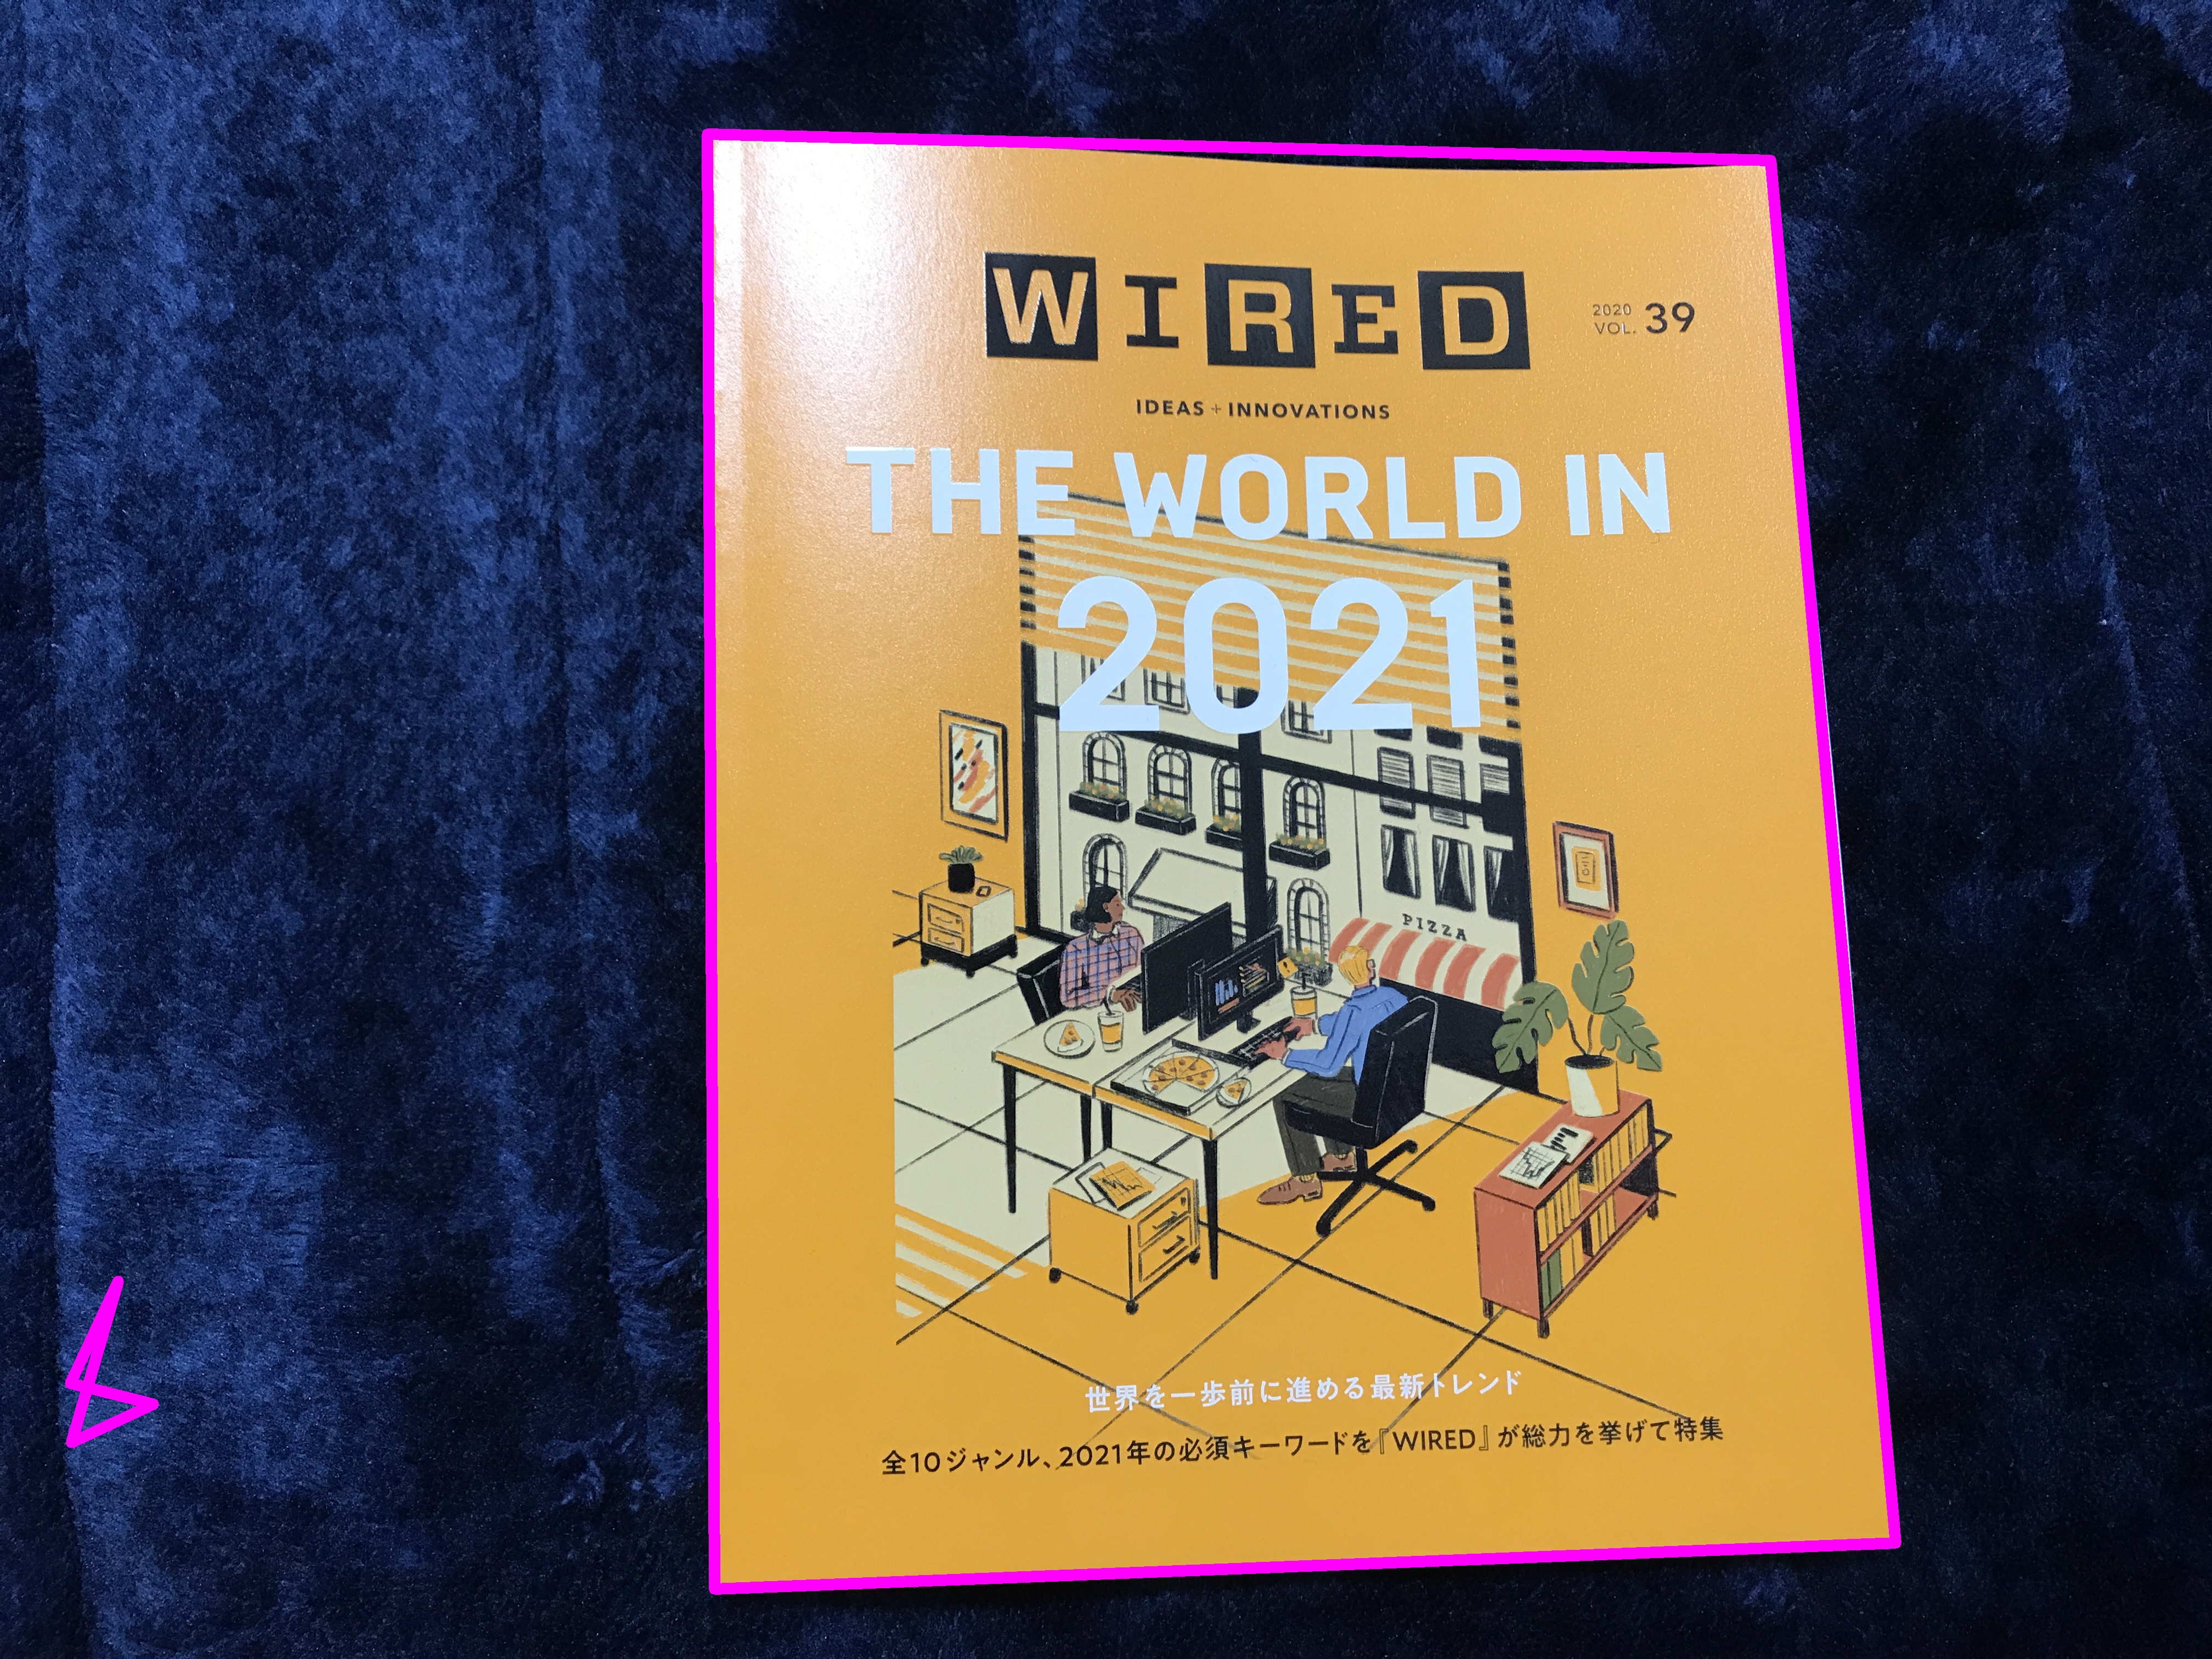 WIRED
2020
VOL. 39
IDEAS + INNOVATIONS
THE WORLD IN
2021
PIZZA
世界を一歩前に進める最新トレンド
全10ジャンル、2021年の必須キーワードを『WIRED』が総力を挙げて特集